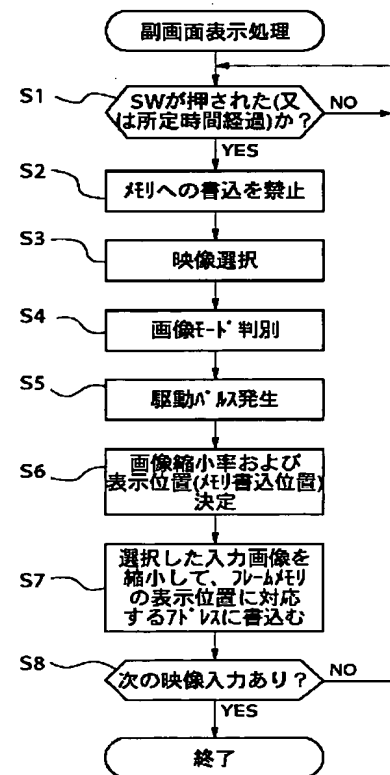 副画面表示処理
S1
SWが押された(又
は所定時間経過)か?
NO
YES
S2
ﾒﾓﾘへの書込を禁止
S3
映像選択
S4
画像ﾓｰﾄﾞ判別
S5
駆動ﾊﾟﾙｽ発生
S6
画像縮小率および
表示位置(ﾒﾓﾘ書込位置)
決定
S7
選択した入力画像を
縮小して、ﾌﾚｰﾑﾒﾓﾘ
の表示位置に対応
するｱﾄﾞﾚｽに書込む
S8
次の映像入力あり?
NO
YES
終了